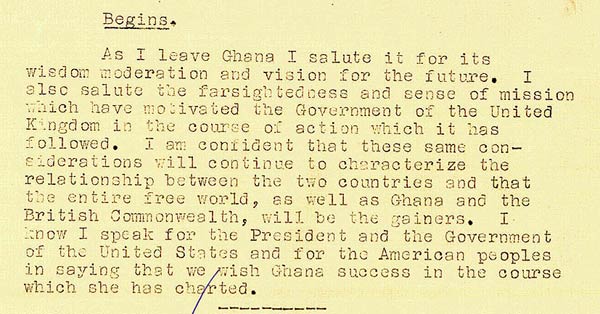 Begins.
As I leave Ghana I salute it for its
wisdom moderation and vision for the future. I
also salute the farsightedness and sense of mission
which have motivated the Government of the United
Kingdom in the course of action which it has
followed. I am confident that these same con-
siderations will continue to characterize the
relationship between the two countries and that
the entire free world, as well as Ghana and the
British Commonwealth, will be the gainers. I
know I speak for the President and the Government
of the United States and for the American peoples
in saying that we wish Ghana success in the course
which she has charted.